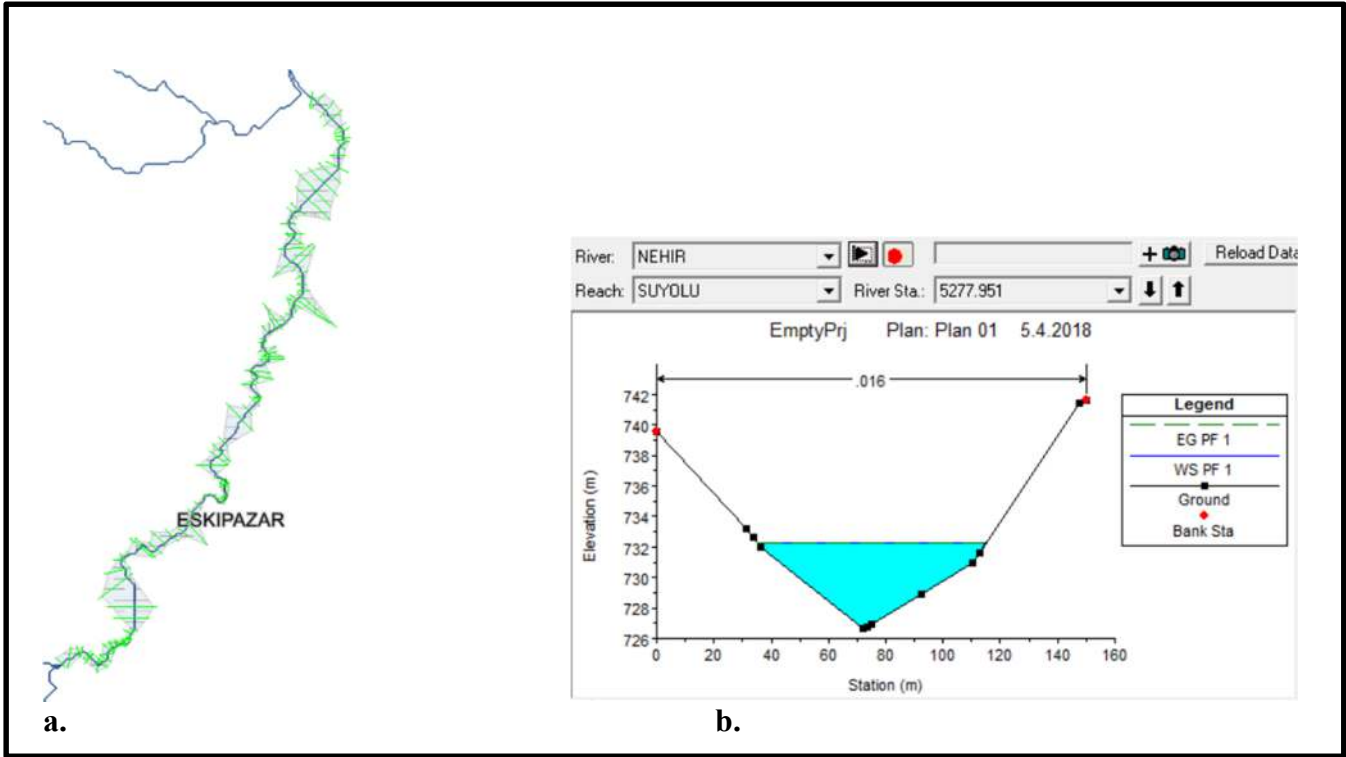 ESKIPAZAR
a.
River: NEHIR + Reload Data
Reach: SUYOLU River Sta.: 5277.951
EmptyPrj Plan: Plan 01 5.4.2018
.016
742
740
738
736
734
732
730
728
726
0 20 40 60 80 100 120 140 160
Elevation (m)
Station (m)
Legend
EG PF 1
WS PF 1
Ground
Bank Sta
b.